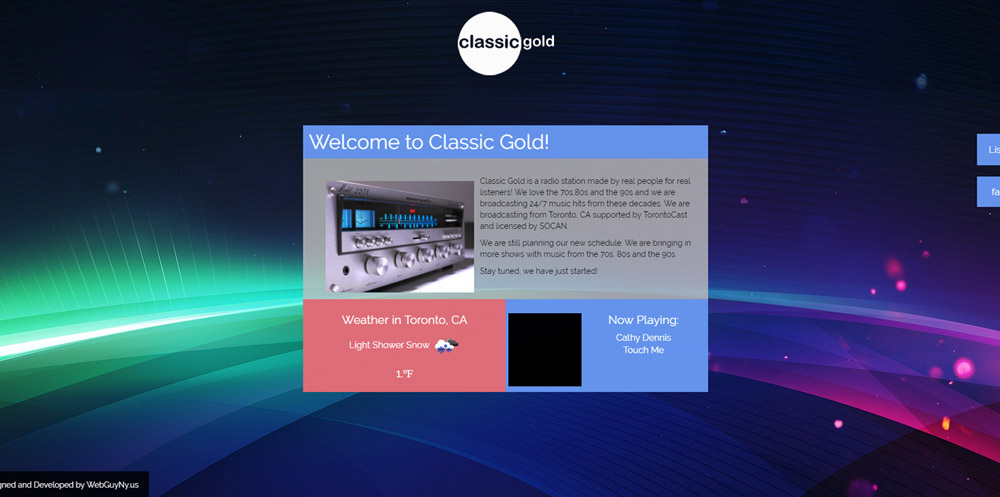 classic gold
Welcome to Classic Gold!
Classic Gold is a radio station made by real people for real
listeners! We love the 70s,80s and the 90s and we are
broadcasting 24/7 music hits from these decades. We are
broadcasting from Toronto, CA supported by TorontoCast
and licensed by SOCAN.
We are still planning our new schedule. We are bringing in
more shows with music from the 70s, 80s and the 90s.
Stay tuned, we have just started!
Weather in Toronto, CA
Light Shower Snow
1.°F
Now Playing:
Cathy Dennis
Touch Me
Lis
fa
gned and Developed by WebGuyNy.us